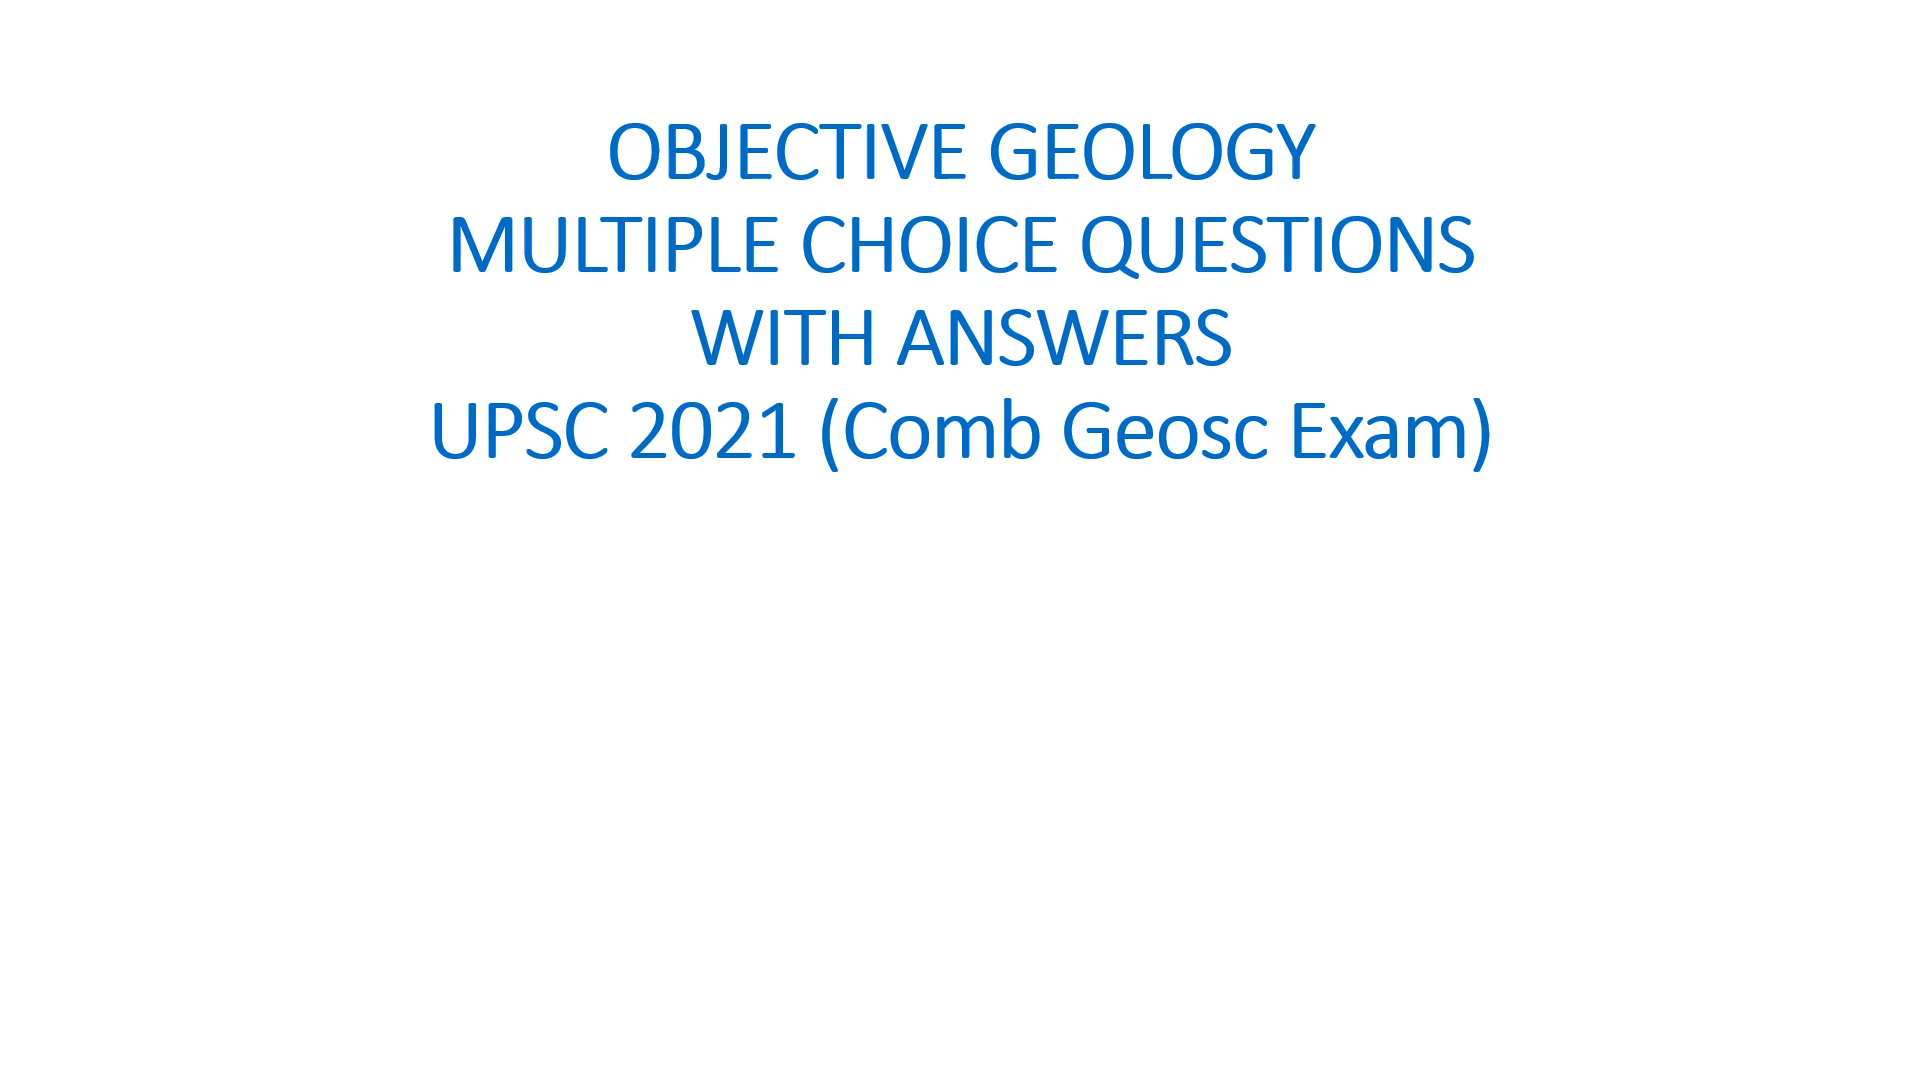 OBJECTIVE GEOLOGY
MULTIPLE CHOICE QUESTIONS
WITH ANSWERS
UPSC 2021 (Comb Geosc Exam)